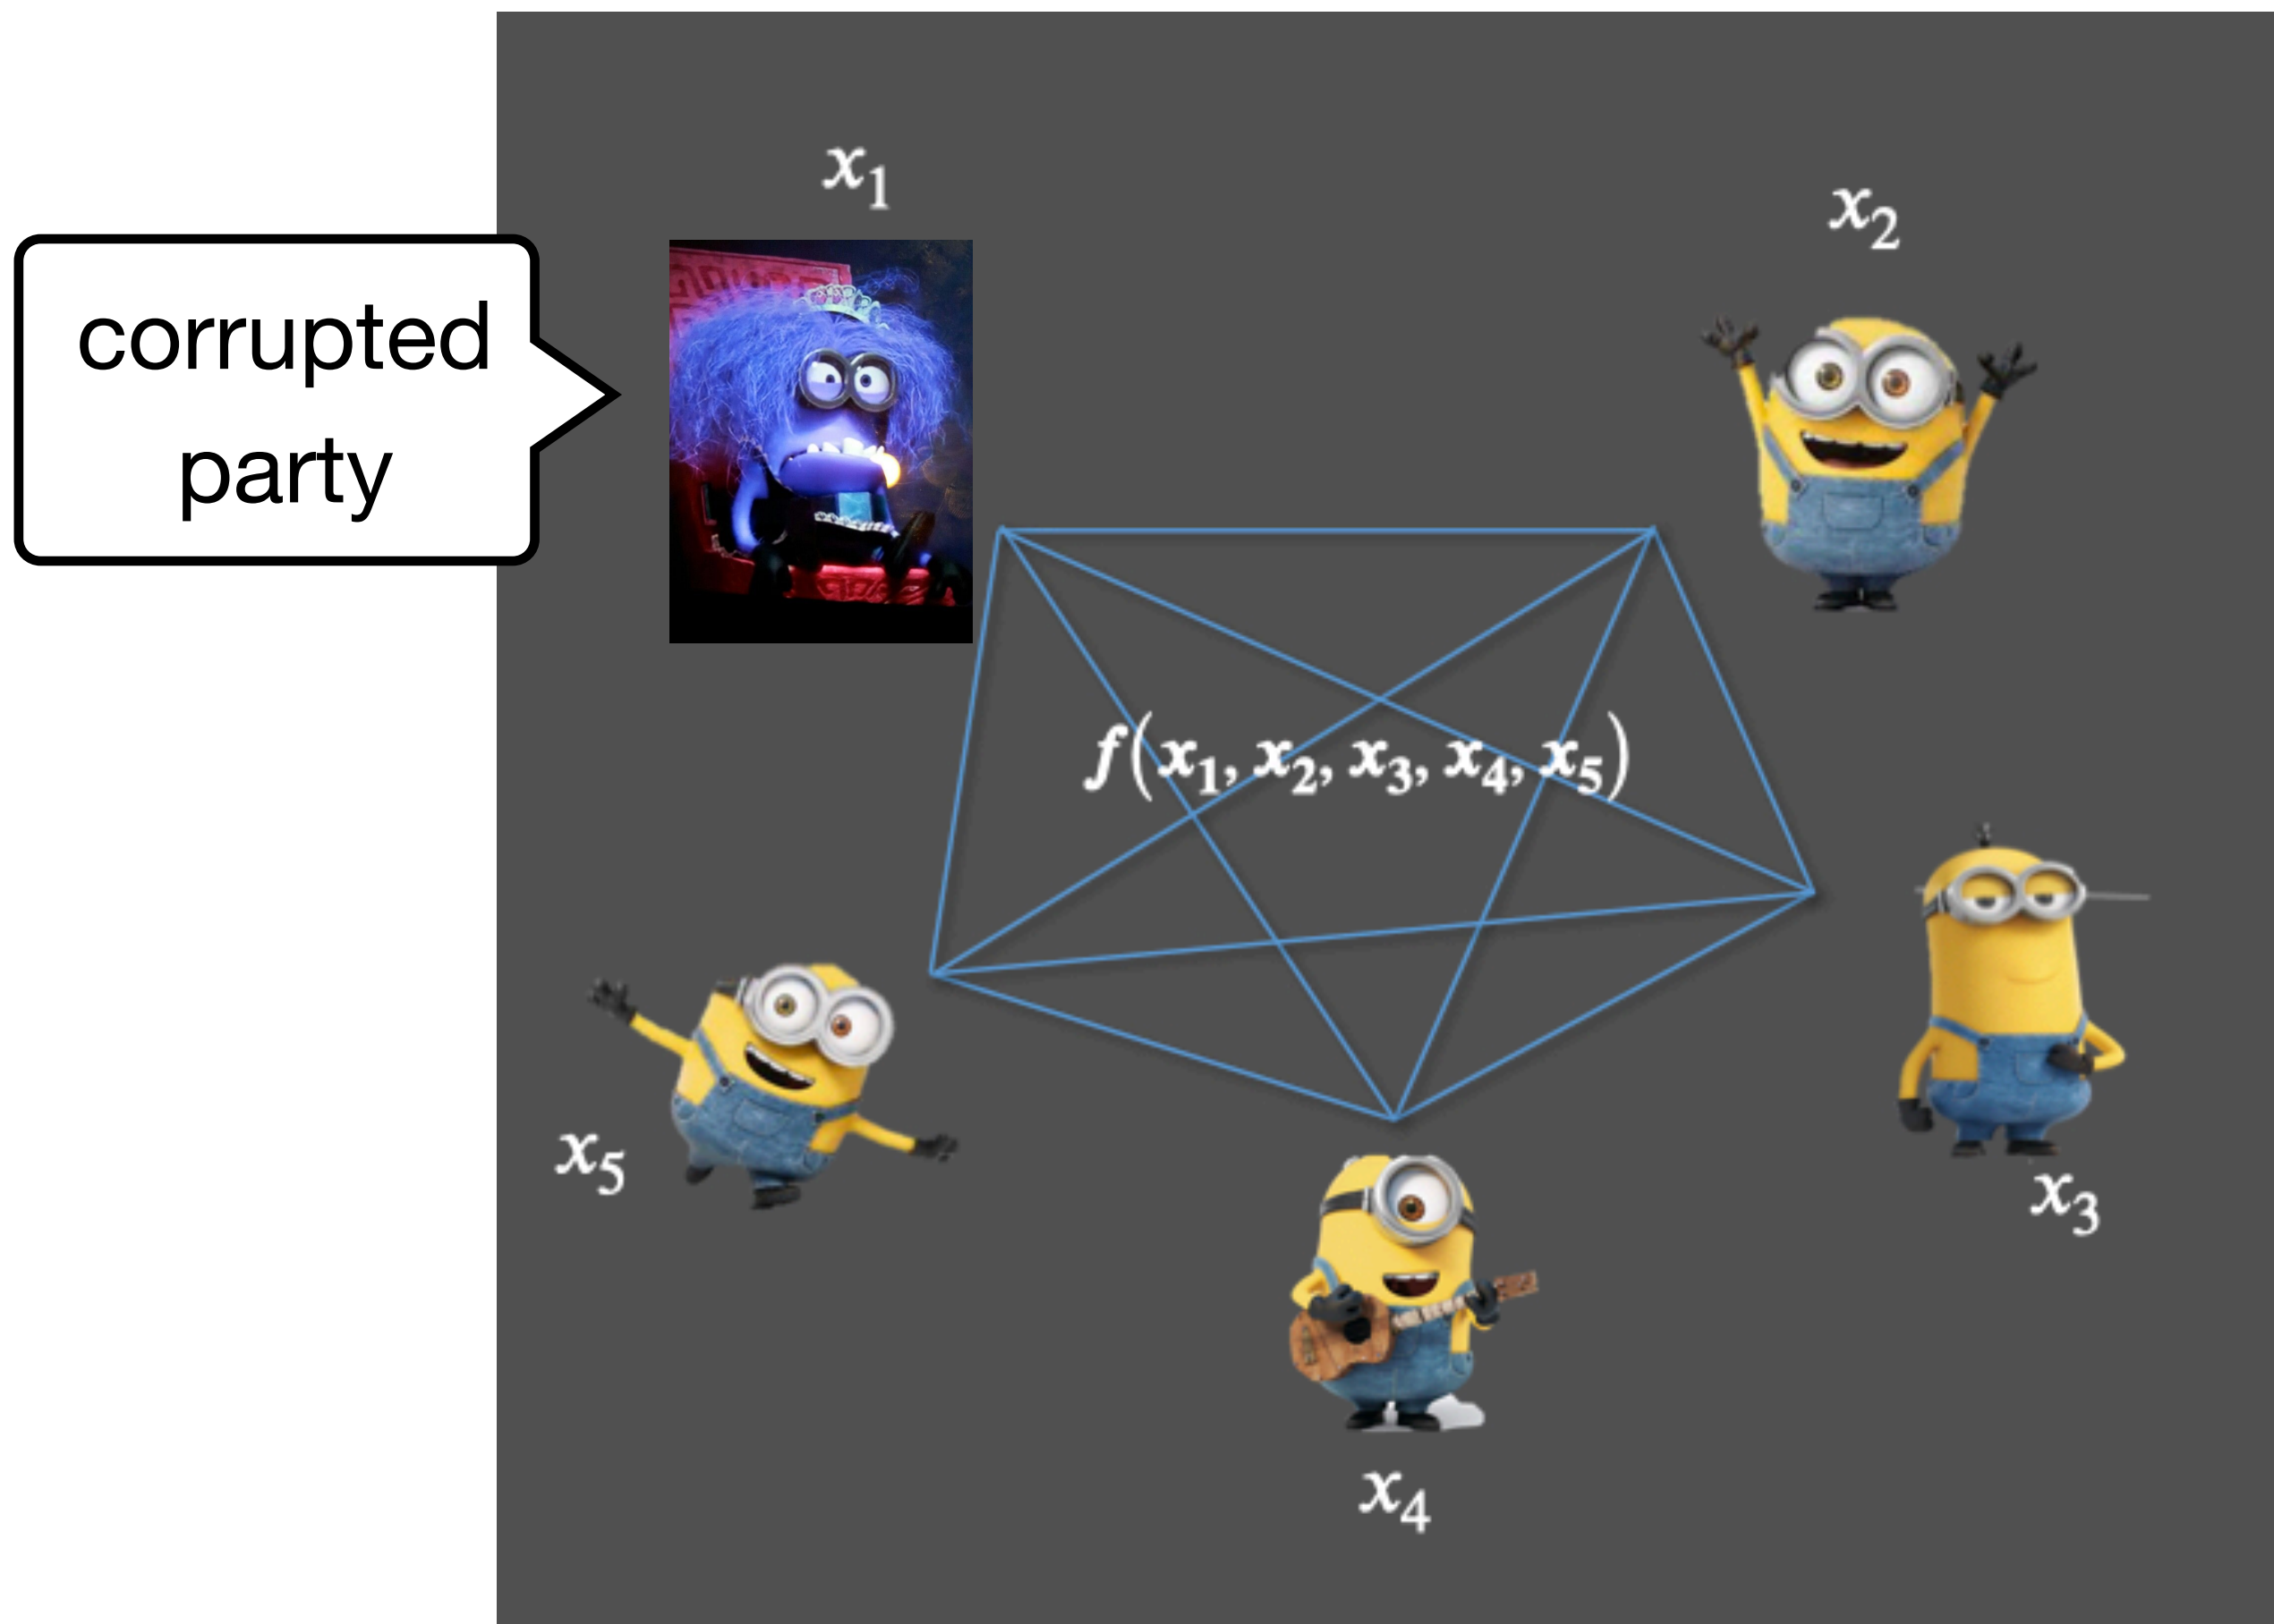 x₁
x₂
corrupted
party
f(x₁, x₂, x₃, x₄, x₅)
x₅
x₃
x₄